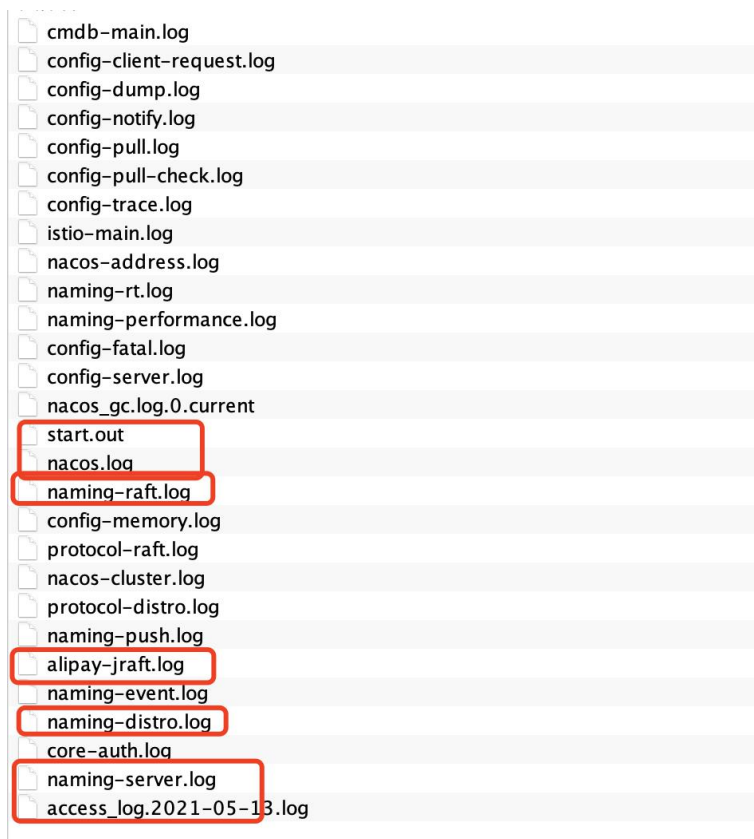 cmdb-main.log
config-client-request.log
config-dump.log
config-notify.log
config-pull.log
config-pull-check.log
config-trace.log
istio-main.log
nacos-address.log
naming-rt.log
naming-performance.log
config-fatal.log
config-server.log
nacos_gc.log.0.current
start.out
nacos.log
naming-raft.log
config-memory.log
protocol-raft.log
nacos-cluster.log
protocol-distro.log
naming-push.log
alipay-jraft.log
naming-event.log
naming-distro.log
core-auth.log
naming-server.log
access_log.2021-05-13.log